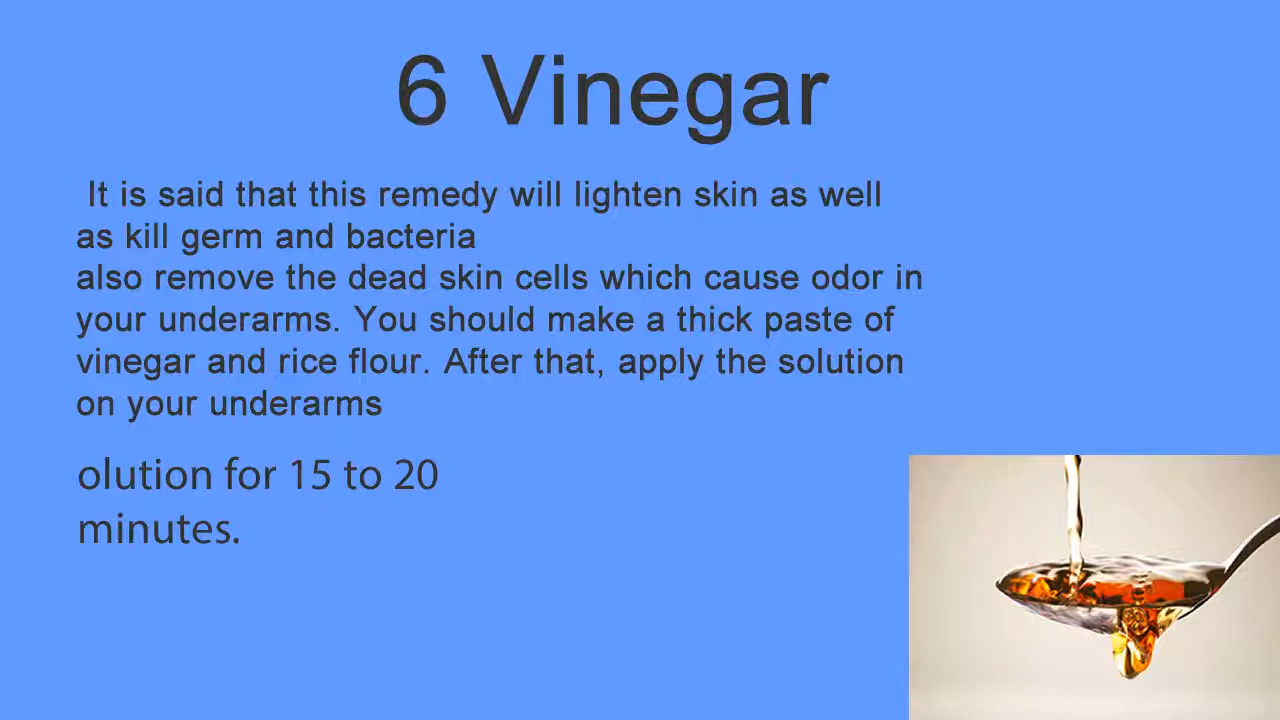 6 Vinegar
It is said that this remedy will lighten skin as well
as kill germ and bacteria
also remove the dead skin cells which cause odor in
your underarms. You should make a thick paste of
vinegar and rice flour. After that, apply the solution
on your underarms
olution for 15 to 20
minutes.